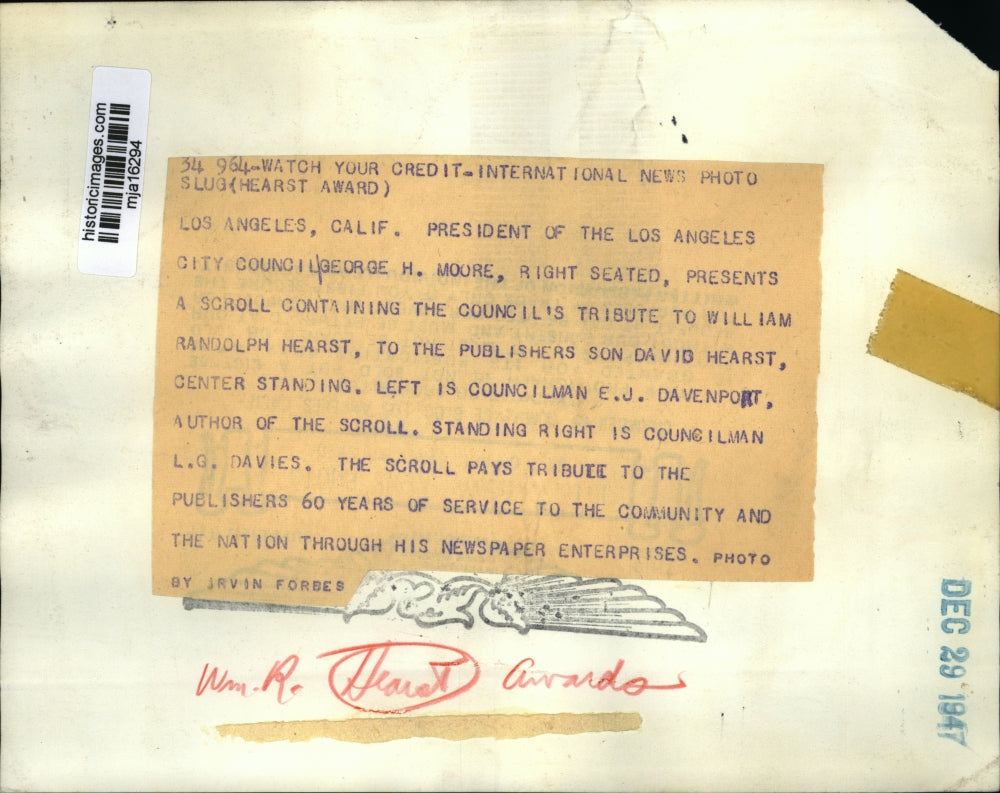 historicimages.com
mja16294
34 964-WATCH YOUR CREDIT-INTERNATIONAL NEWS PHOTO
SLUG(HEARST AWARD)
LOS ANGELES, CALIF. PRESIDENT OF THE LOS ANGELES
CITY COUNCIL/GEORGE H. MOORE, RIGHT SEATED, PRESENTS
A SCROLL CONTAINING THE COUNCIL'S TRIBUTE TO WILLIAM
RANDOLPH HEARST, TO THE PUBLISHERS SON DAVID HEARST,
CENTER STANDING. LEFT IS COUNCILMAN E.J. DAVENPORT,
AUTHOR OF THE SCROLL. STANDING RIGHT IS COUNCILMAN
L.G. DAVIES. THE SCROLL PAYS TRIBUTE TO THE
PUBLISHERS 60 YEARS OF SERVICE TO THE COMMUNITY AND
THE NATION THROUGH HIS NEWSPAPER ENTERPRISES. PHOTO
BY IRVIN FORBES
Wm. R. Hearst Awards
DEC 29 1947